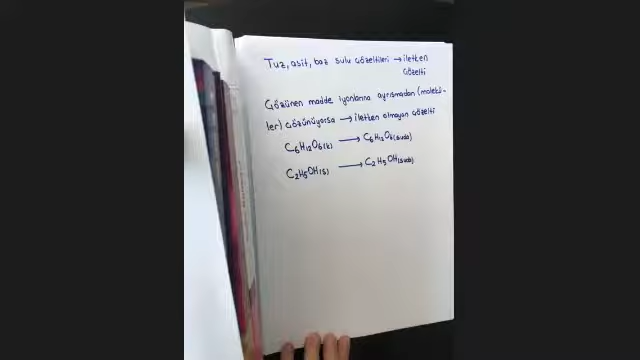 Tuz, asit, baz sulu çözeltileri → iletken
çözelti
Çözünen madde iyonlarına ayrışmadan (molekü-
ler) çözünüyorsa → iletken olmayan çözelti
C₆H₁₂O₆(k) → C₆H₁₂O₆(suda)
C₂H₅OH(s) → C₂H₅OH(suda)